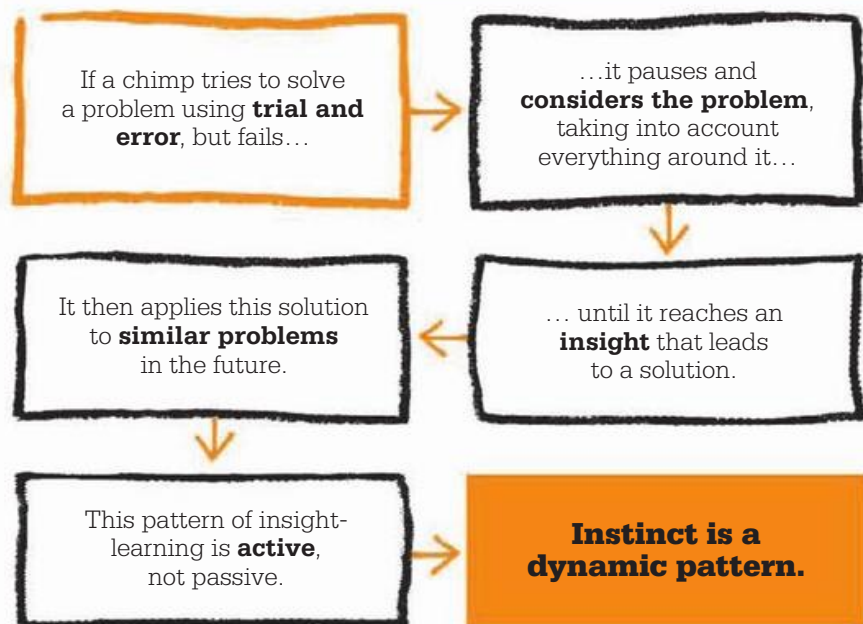 If a chimp tries to solve
a problem using trial and
error, but fails…
…it pauses and
considers the problem,
taking into account
everything around it…
… until it reaches an
insight that leads
to a solution.
It then applies this solution
to similar problems
in the future.
This pattern of insight-
learning is active,
not passive.
Instinct is a
dynamic pattern.